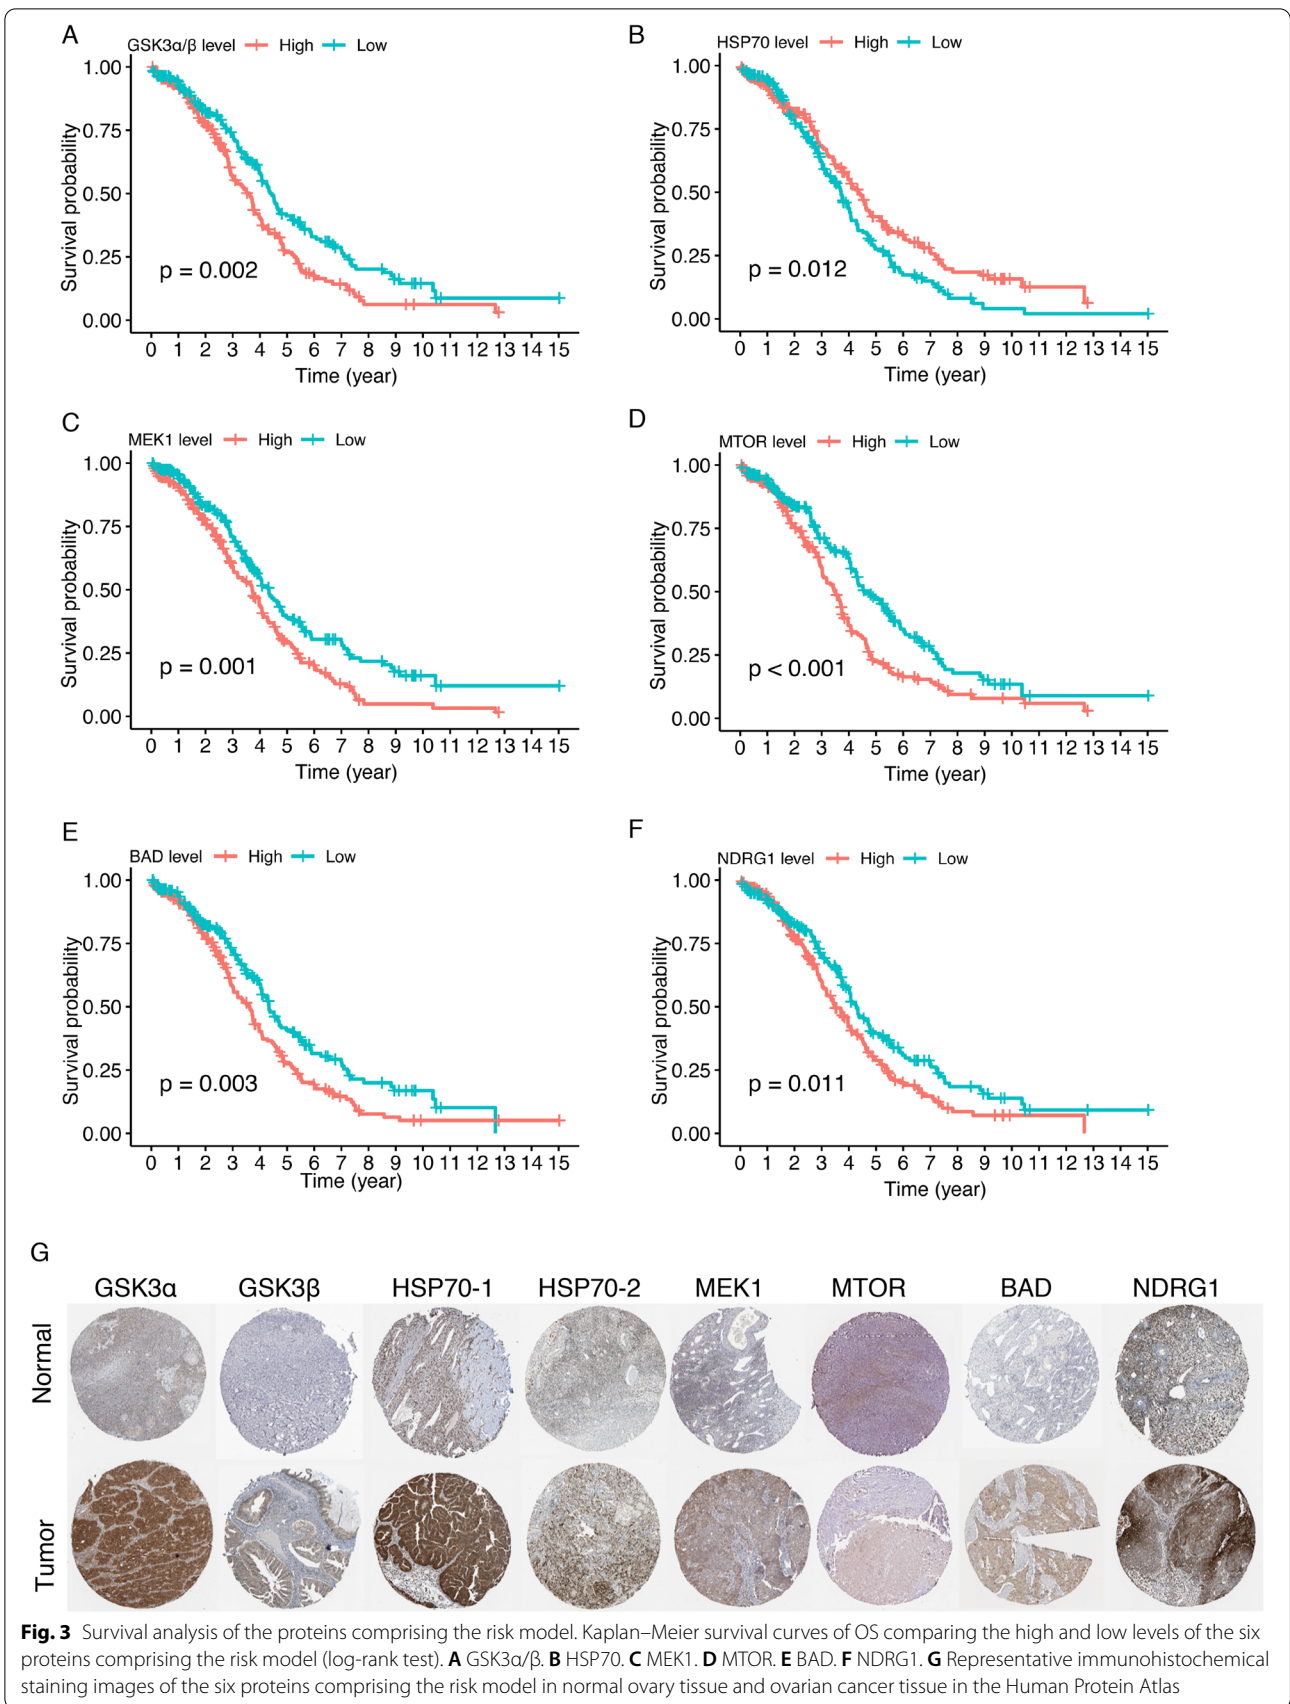 A
GSK3α/β level High Low
1.00
0.75
0.50
0.25
0.00
Survival probability
p = 0.002
0 1 2 3 4 5 6 7 8 9 10 11 12 13 14 15
Time (year)
B
HSP70 level High Low
1.00
0.75
0.50
0.25
0.00
Survival probability
p = 0.012
0 1 2 3 4 5 6 7 8 9 10 11 12 13 14 15
Time (year)
C
MEK1 level High Low
1.00
0.75
0.50
0.25
0.00
Survival probability
p = 0.001
0 1 2 3 4 5 6 7 8 9 10 11 12 13 14 15
Time (year)
D
MTOR level High Low
1.00
0.75
0.50
0.25
0.00
Survival probability
p < 0.001
0 1 2 3 4 5 6 7 8 9 10 11 12 13 14 15
Time (year)
E
BAD level High Low
1.00
0.75
0.50
0.25
0.00
Survival probability
p = 0.003
0 1 2 3 4 5 6 7 8 9 10 11 12 13 14 15
Time (year)
F
NDRG1 level High Low
1.00
0.75
0.50
0.25
0.00
Survival probability
p = 0.011
0 1 2 3 4 5 6 7 8 9 10 11 12 13 14 15
Time (year)
G
GSK3α GSK3β HSP70-1 HSP70-2 MEK1 MTOR BAD NDRG1
Normal
Tumor
Fig. 3 Survival analysis of the proteins comprising the risk model. Kaplan–Meier survival curves of OS comparing the high and low levels of the six
proteins comprising the risk model (log-rank test). A GSK3α/β. B HSP70. C MEK1. D MTOR. E BAD. F NDRG1. G Representative immunohistochemical
staining images of the six proteins comprising the risk model in normal ovary tissue and ovarian cancer tissue in the Human Protein Atlas